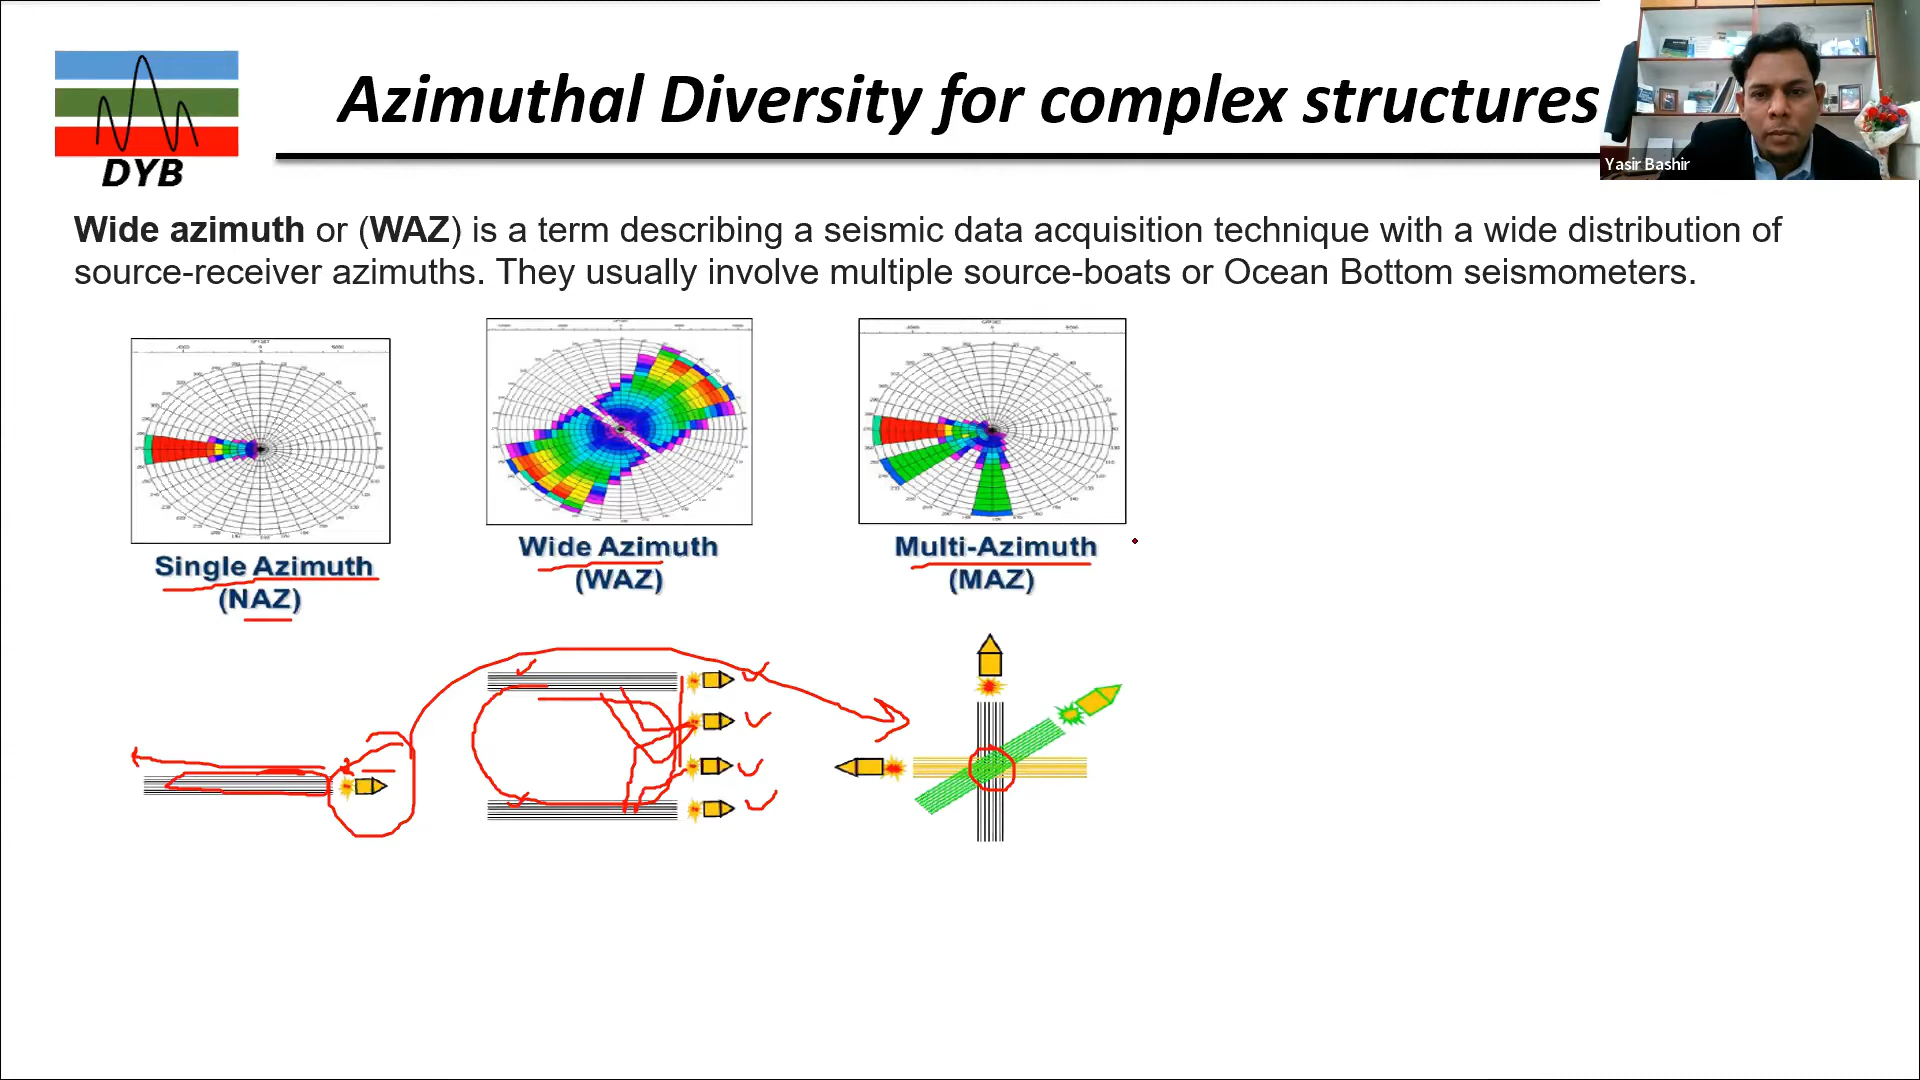 Azimuthal Diversity for complex structures
DYB
Yasir Bashir
Wide azimuth or (WAZ) is a term describing a seismic data acquisition technique with a wide distribution of
source-receiver azimuths. They usually involve multiple source-boats or Ocean Bottom seismometers.
Single Azimuth
(NAZ)
Wide Azimuth
(WAZ)
Multi-Azimuth
(MAZ)